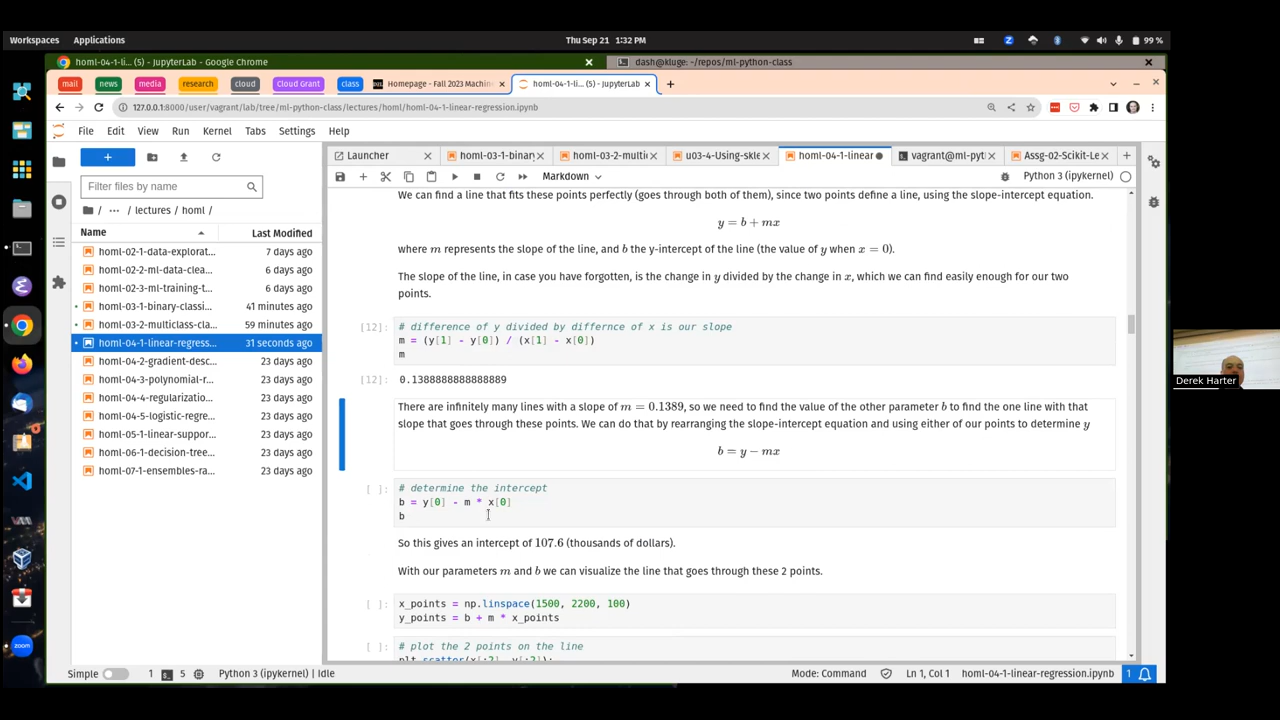 Workspaces Applications Thu Sep 21 1:32 PM 99 %
homl-04-1-li... (5) - JupyterLab - Google Chrome
dash@kluge: ~/repos/ml-python-class
mail news media research cloud Cloud Grant class Homepage - Fall 2023 Machin homl-04-1-li... (5) - JupyterLab
127.0.0.1:8000/user/vagrant/lab/tree/ml-python-class/lectures/homl/homl-04-1-linear-regression.ipynb
File Edit View Run Kernel Tabs Settings Help
Launcher homl-03-1-binary homl-03-2-multic u03-4-Using-skle homl-04-1-linear vagrant@ml-pyt Assg-02-Scikit-Le
Markdown
Python 3 (ipykernel)
Filter files by name
/ ... / lectures / homl /
Name Last Modified
homl-02-1-data-explorat... 7 days ago
homl-02-2-ml-data-clea... 6 days ago
homl-02-3-ml-training-t... 6 days ago
homl-03-1-binary-classi... 41 minutes ago
homl-03-2-multiclass-cla... 59 minutes ago
homl-04-1-linear-regress... 31 seconds ago
homl-04-2-gradient-desc... 23 days ago
homl-04-3-polynomial-r... 23 days ago
homl-04-4-regularizatio... 23 days ago
homl-04-5-logistic-regre... 23 days ago
homl-05-1-linear-suppor... 23 days ago
homl-06-1-decision-tree... 23 days ago
homl-07-1-ensembles-ra... 23 days ago
We can find a line that fits these points perfectly (goes through both of them), since two points define a line, using the slope-intercept equation.
y = b + mx
where m represents the slope of the line, and b the y-intercept of the line (the value of y when x = 0).
The slope of the line, in case you have forgotten, is the change in y divided by the change in x, which we can find easily enough for our two
points.
[12]: # difference of y divided by differnce of x is our slope
m = (y[1] - y[0]) / (x[1] - x[0])
m
[12]: 0.1388888888888889
There are infinitely many lines with a slope of m = 0.1389, so we need to find the value of the other parameter b to find the one line with that
slope that goes through these points. We can do that by rearranging the slope-intercept equation and using either of our points to determine y
b = y − mx
[ ]: # determine the intercept
b = y[0] - m * x[0]
b
So this gives an intercept of 107.6 (thousands of dollars).
With our parameters m and b we can visualize the line that goes through these 2 points.
[ ]: x_points = np.linspace(1500, 2200, 100)
y_points = b + m * x_points
[ ]: # plot the 2 points on the line
plt.scatter(x[:2], y[:2]);
Simple 1 5 Python 3 (ipykernel) | Idle Mode: Command Ln 1, Col 1 homl-04-1-linear-regression.ipynb 1
Derek Harter